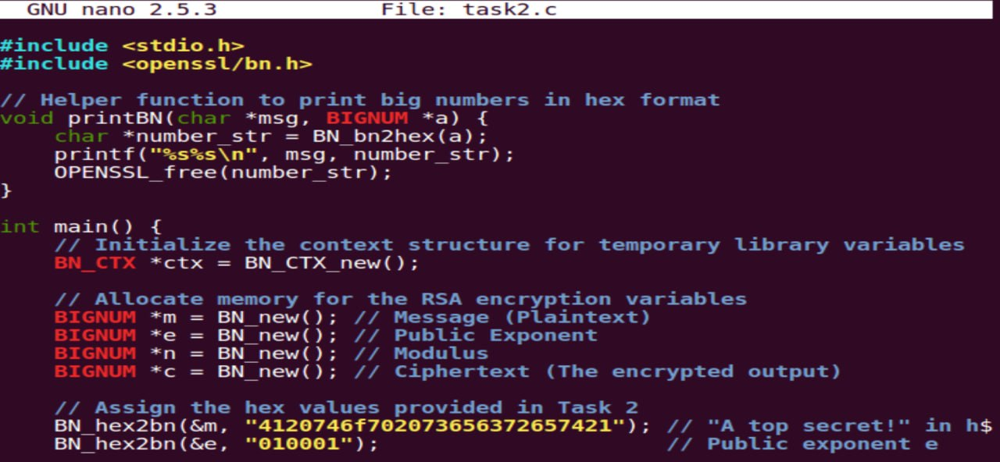 GNU nano 2.5.3 File: task2.c
#include <stdio.h>
#include <openssl/bn.h>
// Helper function to print big numbers in hex format
void printBN(char *msg, BIGNUM *a) {
char *number_str = BN_bn2hex(a);
printf("%s%s\n", msg, number_str);
OPENSSL_free(number_str);
}
int main() {
// Initialize the context structure for temporary library variables
BN_CTX *ctx = BN_CTX_new();
// Allocate memory for the RSA encryption variables
BIGNUM *m = BN_new(); // Message (Plaintext)
BIGNUM *e = BN_new(); // Public Exponent
BIGNUM *n = BN_new(); // Modulus
BIGNUM *c = BN_new(); // Ciphertext (The encrypted output)
// Assign the hex values provided in Task 2
BN_hex2bn(&m, "4120746f702073656372657421"); // "A top secret!" in h$
BN_hex2bn(&e, "010001"); // Public exponent e